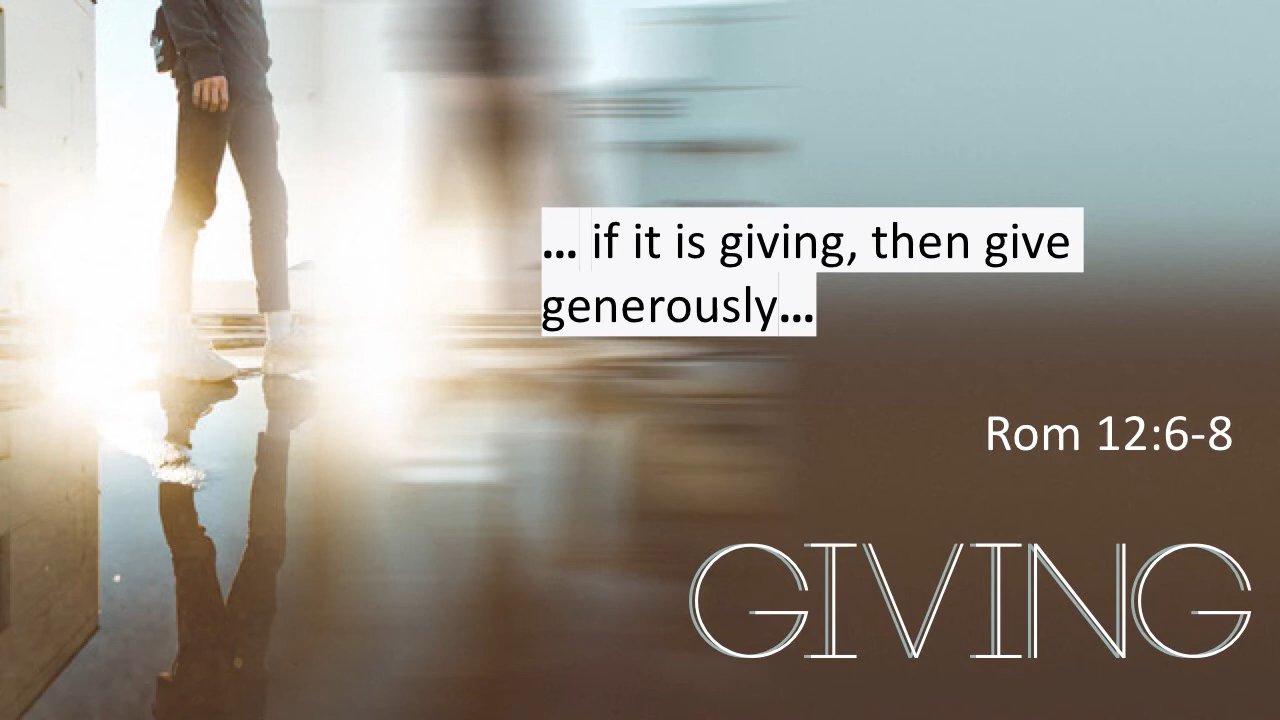 ... if it is giving, then give
generously...
Rom 12:6-8
GIVING